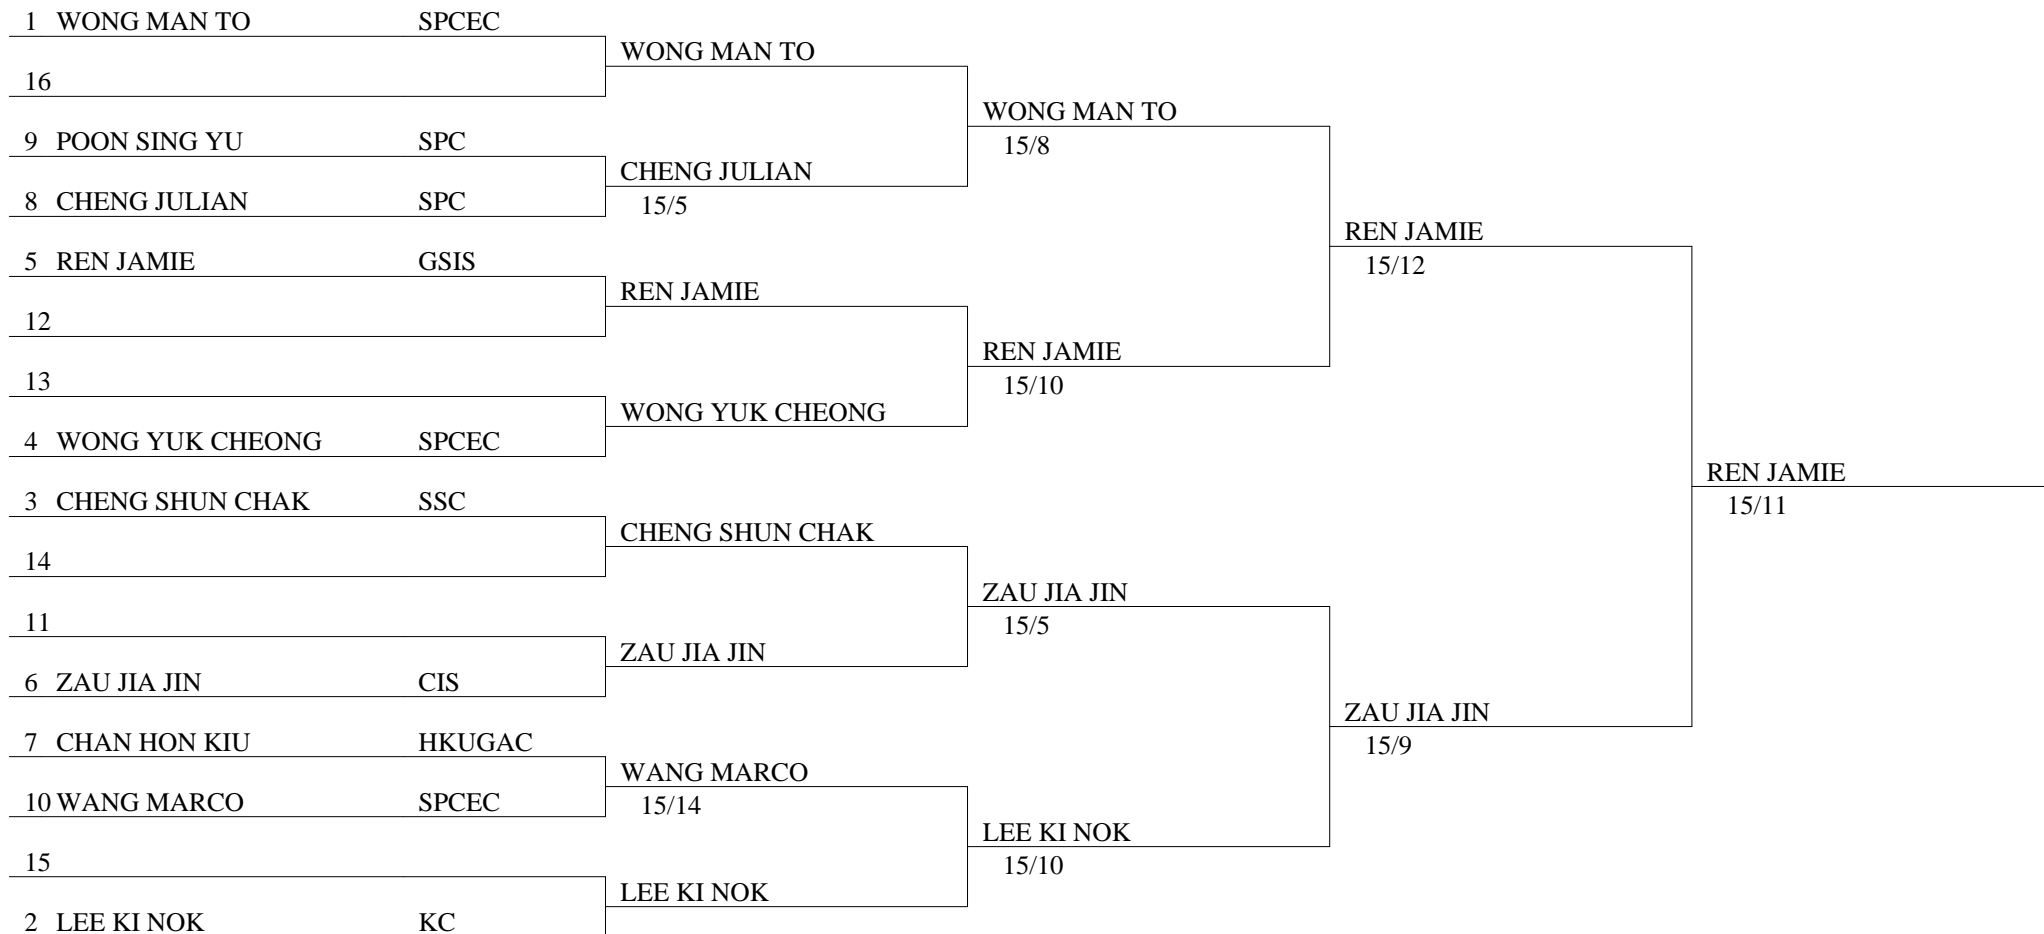 1 WONG MAN TO SPCEC
WONG MAN TO
16
WONG MAN TO
15/8
9 POON SING YU SPC
CHENG JULIAN
15/5
8 CHENG JULIAN SPC
REN JAMIE
15/12
5 REN JAMIE GSIS
REN JAMIE
12
REN JAMIE
15/10
13
WONG YUK CHEONG
4 WONG YUK CHEONG SPCEC
REN JAMIE
15/11
3 CHENG SHUN CHAK SSC
CHENG SHUN CHAK
14
ZAU JIA JIN
15/5
11
ZAU JIA JIN
6 ZAU JIA JIN CIS
ZAU JIA JIN
15/9
7 CHAN HON KIU HKUGAC
WANG MARCO
15/14
10 WANG MARCO SPCEC
LEE KI NOK
15/10
15
LEE KI NOK
2 LEE KI NOK KC